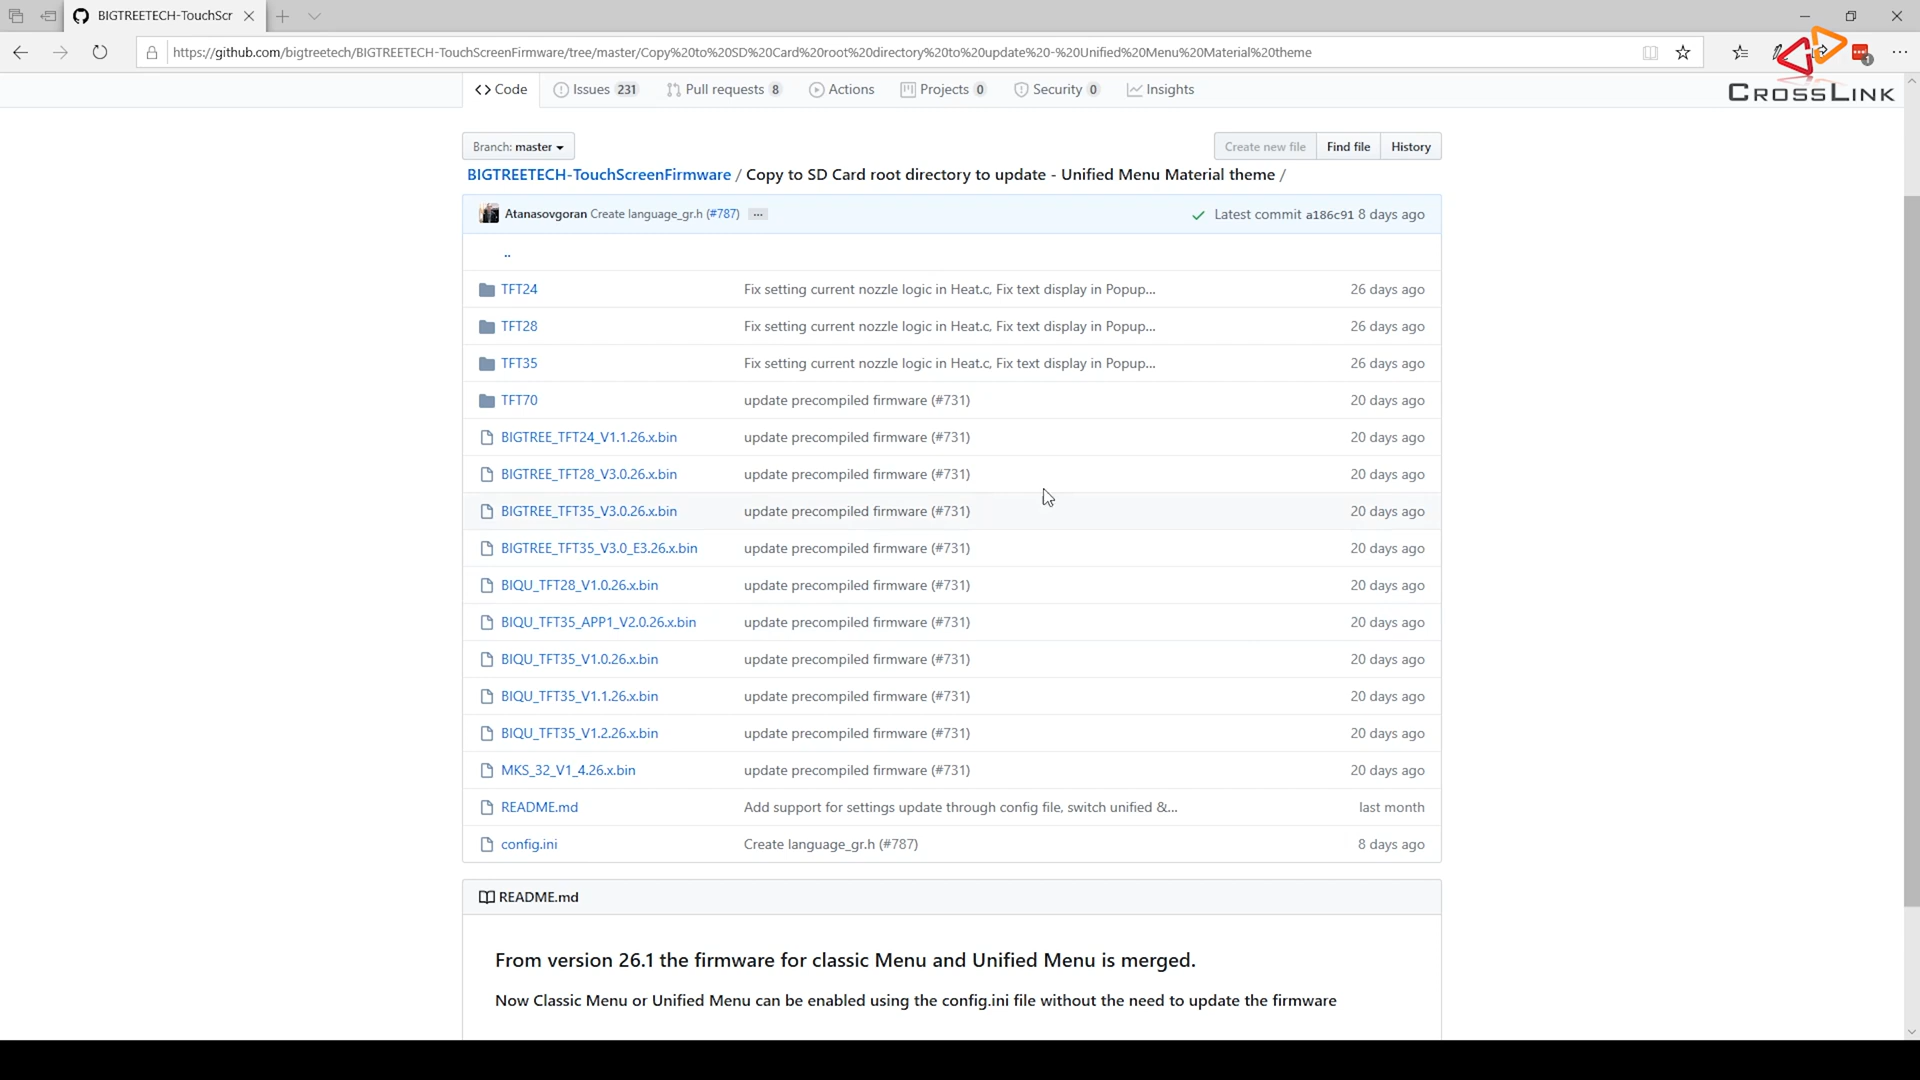 BIGTREETECH-TouchScr
https://github.com/bigtreetech/BIGTREETECH-TouchScreenFirmware/tree/master/Copy%20to%20SD%20Card%20root%20directory%20to%20update%20-%20Unified%20Menu%20Material%20theme
1
CROSSLINK
<> Code Issues 231 Pull requests 8 Actions Projects 0 Security 0 Insights
Branch: master Create new file Find file History
BIGTREETECH-TouchScreenFirmware / Copy to SD Card root directory to update - Unified Menu Material theme /
Atanasovgoran Create language_gr.h (#787) ... Latest commit a186c91 8 days ago
..
TFT24 Fix setting current nozzle logic in Heat.c, Fix text display in Popup... 26 days ago
TFT28 Fix setting current nozzle logic in Heat.c, Fix text display in Popup... 26 days ago
TFT35 Fix setting current nozzle logic in Heat.c, Fix text display in Popup... 26 days ago
TFT70 update precompiled firmware (#731) 20 days ago
BIGTREE_TFT24_V1.1.26.x.bin update precompiled firmware (#731) 20 days ago
BIGTREE_TFT28_V3.0.26.x.bin update precompiled firmware (#731) 20 days ago
BIGTREE_TFT35_V3.0.26.x.bin update precompiled firmware (#731) 20 days ago
BIGTREE_TFT35_V3.0_E3.26.x.bin update precompiled firmware (#731) 20 days ago
BIQU_TFT28_V1.0.26.x.bin update precompiled firmware (#731) 20 days ago
BIQU_TFT35_APP1_V2.0.26.x.bin update precompiled firmware (#731) 20 days ago
BIQU_TFT35_V1.0.26.x.bin update precompiled firmware (#731) 20 days ago
BIQU_TFT35_V1.1.26.x.bin update precompiled firmware (#731) 20 days ago
BIQU_TFT35_V1.2.26.x.bin update precompiled firmware (#731) 20 days ago
MKS_32_V1_4.26.x.bin update precompiled firmware (#731) 20 days ago
README.md Add support for settings update through config file, switch unified &... last month
config.ini Create language_gr.h (#787) 8 days ago
README.md
From version 26.1 the firmware for classic Menu and Unified Menu is merged.
Now Classic Menu or Unified Menu can be enabled using the config.ini file without the need to update the firmware